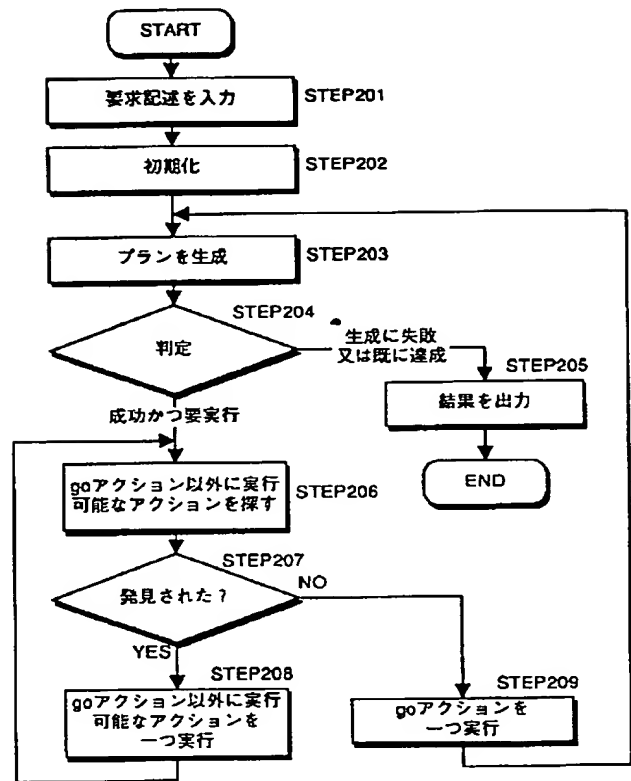 START
要求記述を入力
STEP201
初期化
STEP202
プランを生成
STEP203
STEP204
判定
生成に失敗
又は既に達成
STEP205
結果を出力
END
成功かつ要実行
goアクション以外に実行
可能なアクションを探す
STEP206
STEP207
発見された？
NO
YES
STEP208
goアクション以外に実行
可能なアクションを
一つ実行
STEP209
goアクションを
一つ実行